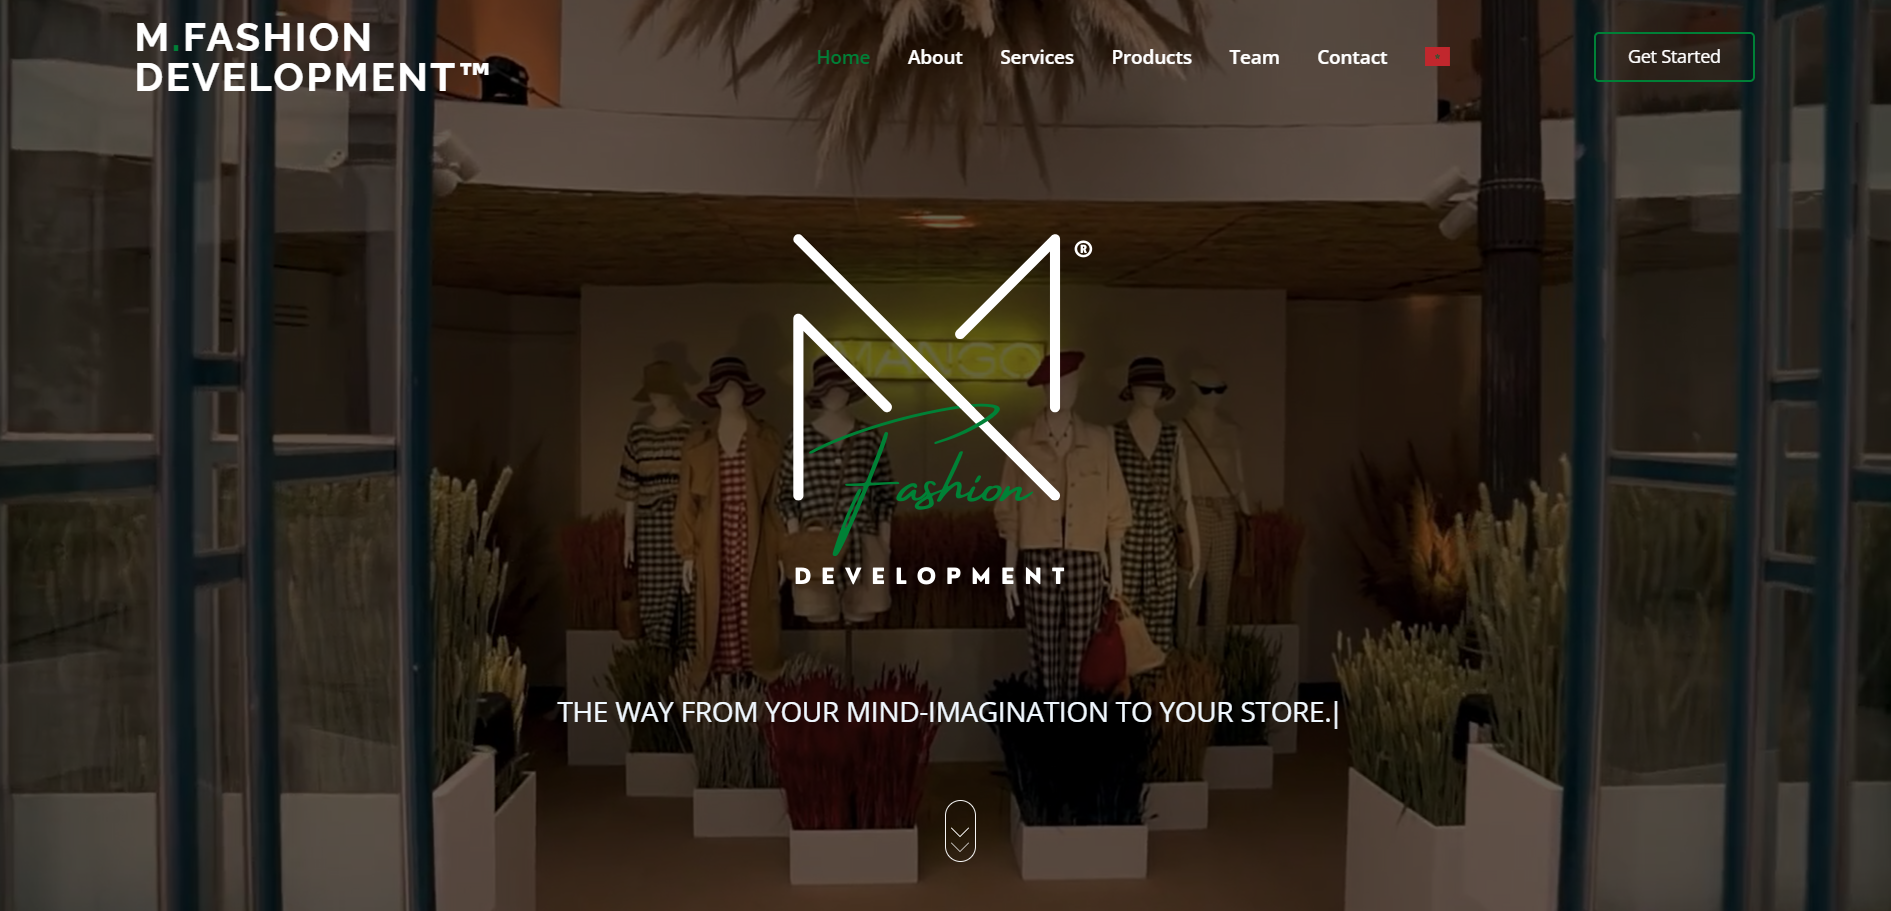 M.FASHION
DEVELOPMENT™
Home About Services Products Team Contact
Get Started
®
MANGO
Fashion
DEVELOPMENT
THE WAY FROM YOUR MIND-IMAGINATION TO YOUR STORE.|